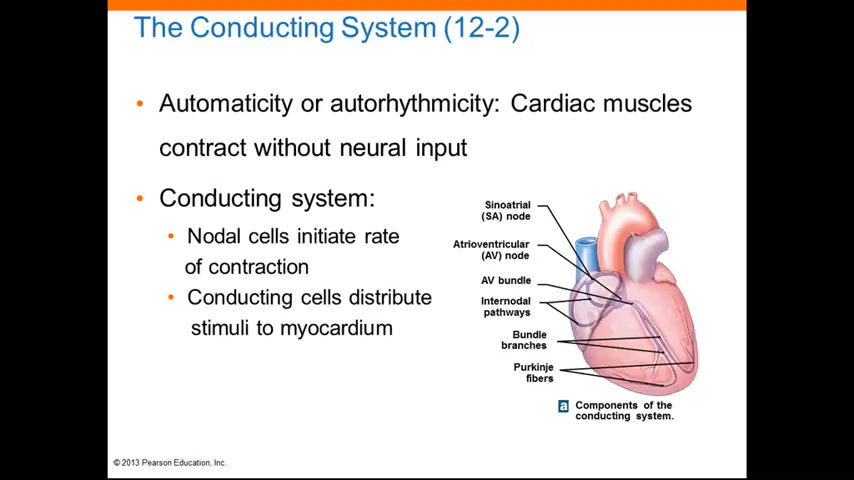 The Conducting System (12-2)
• Automaticity or autorhythmicity: Cardiac muscles
contract without neural input
• Conducting system:
• Nodal cells initiate rate
of contraction
• Conducting cells distribute
stimuli to myocardium
Sinoatrial
(SA) node
Atrioventricular
(AV) node
AV bundle
Internodal
pathways
Bundle
branches
Purkinje
fibers
a Components of the
conducting system.
© 2013 Pearson Education, Inc.